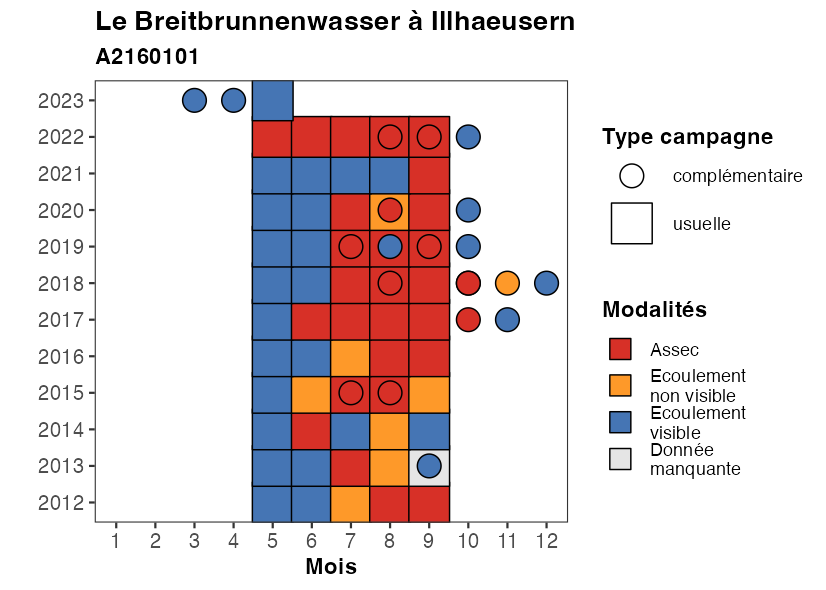 Le Breitbrunnenwasser à Illhaeusern
A2160101
2023
2022
2021
2020
2019
2018
2017
2016
2015
2014
2013
2012
1 2 3 4 5 6 7 8 9 10 11 12
Mois
Type campagne
complémentaire
usuelle
Modalités
Assec
Ecoulement
non visible
Ecoulement
visible
Donnée
manquante